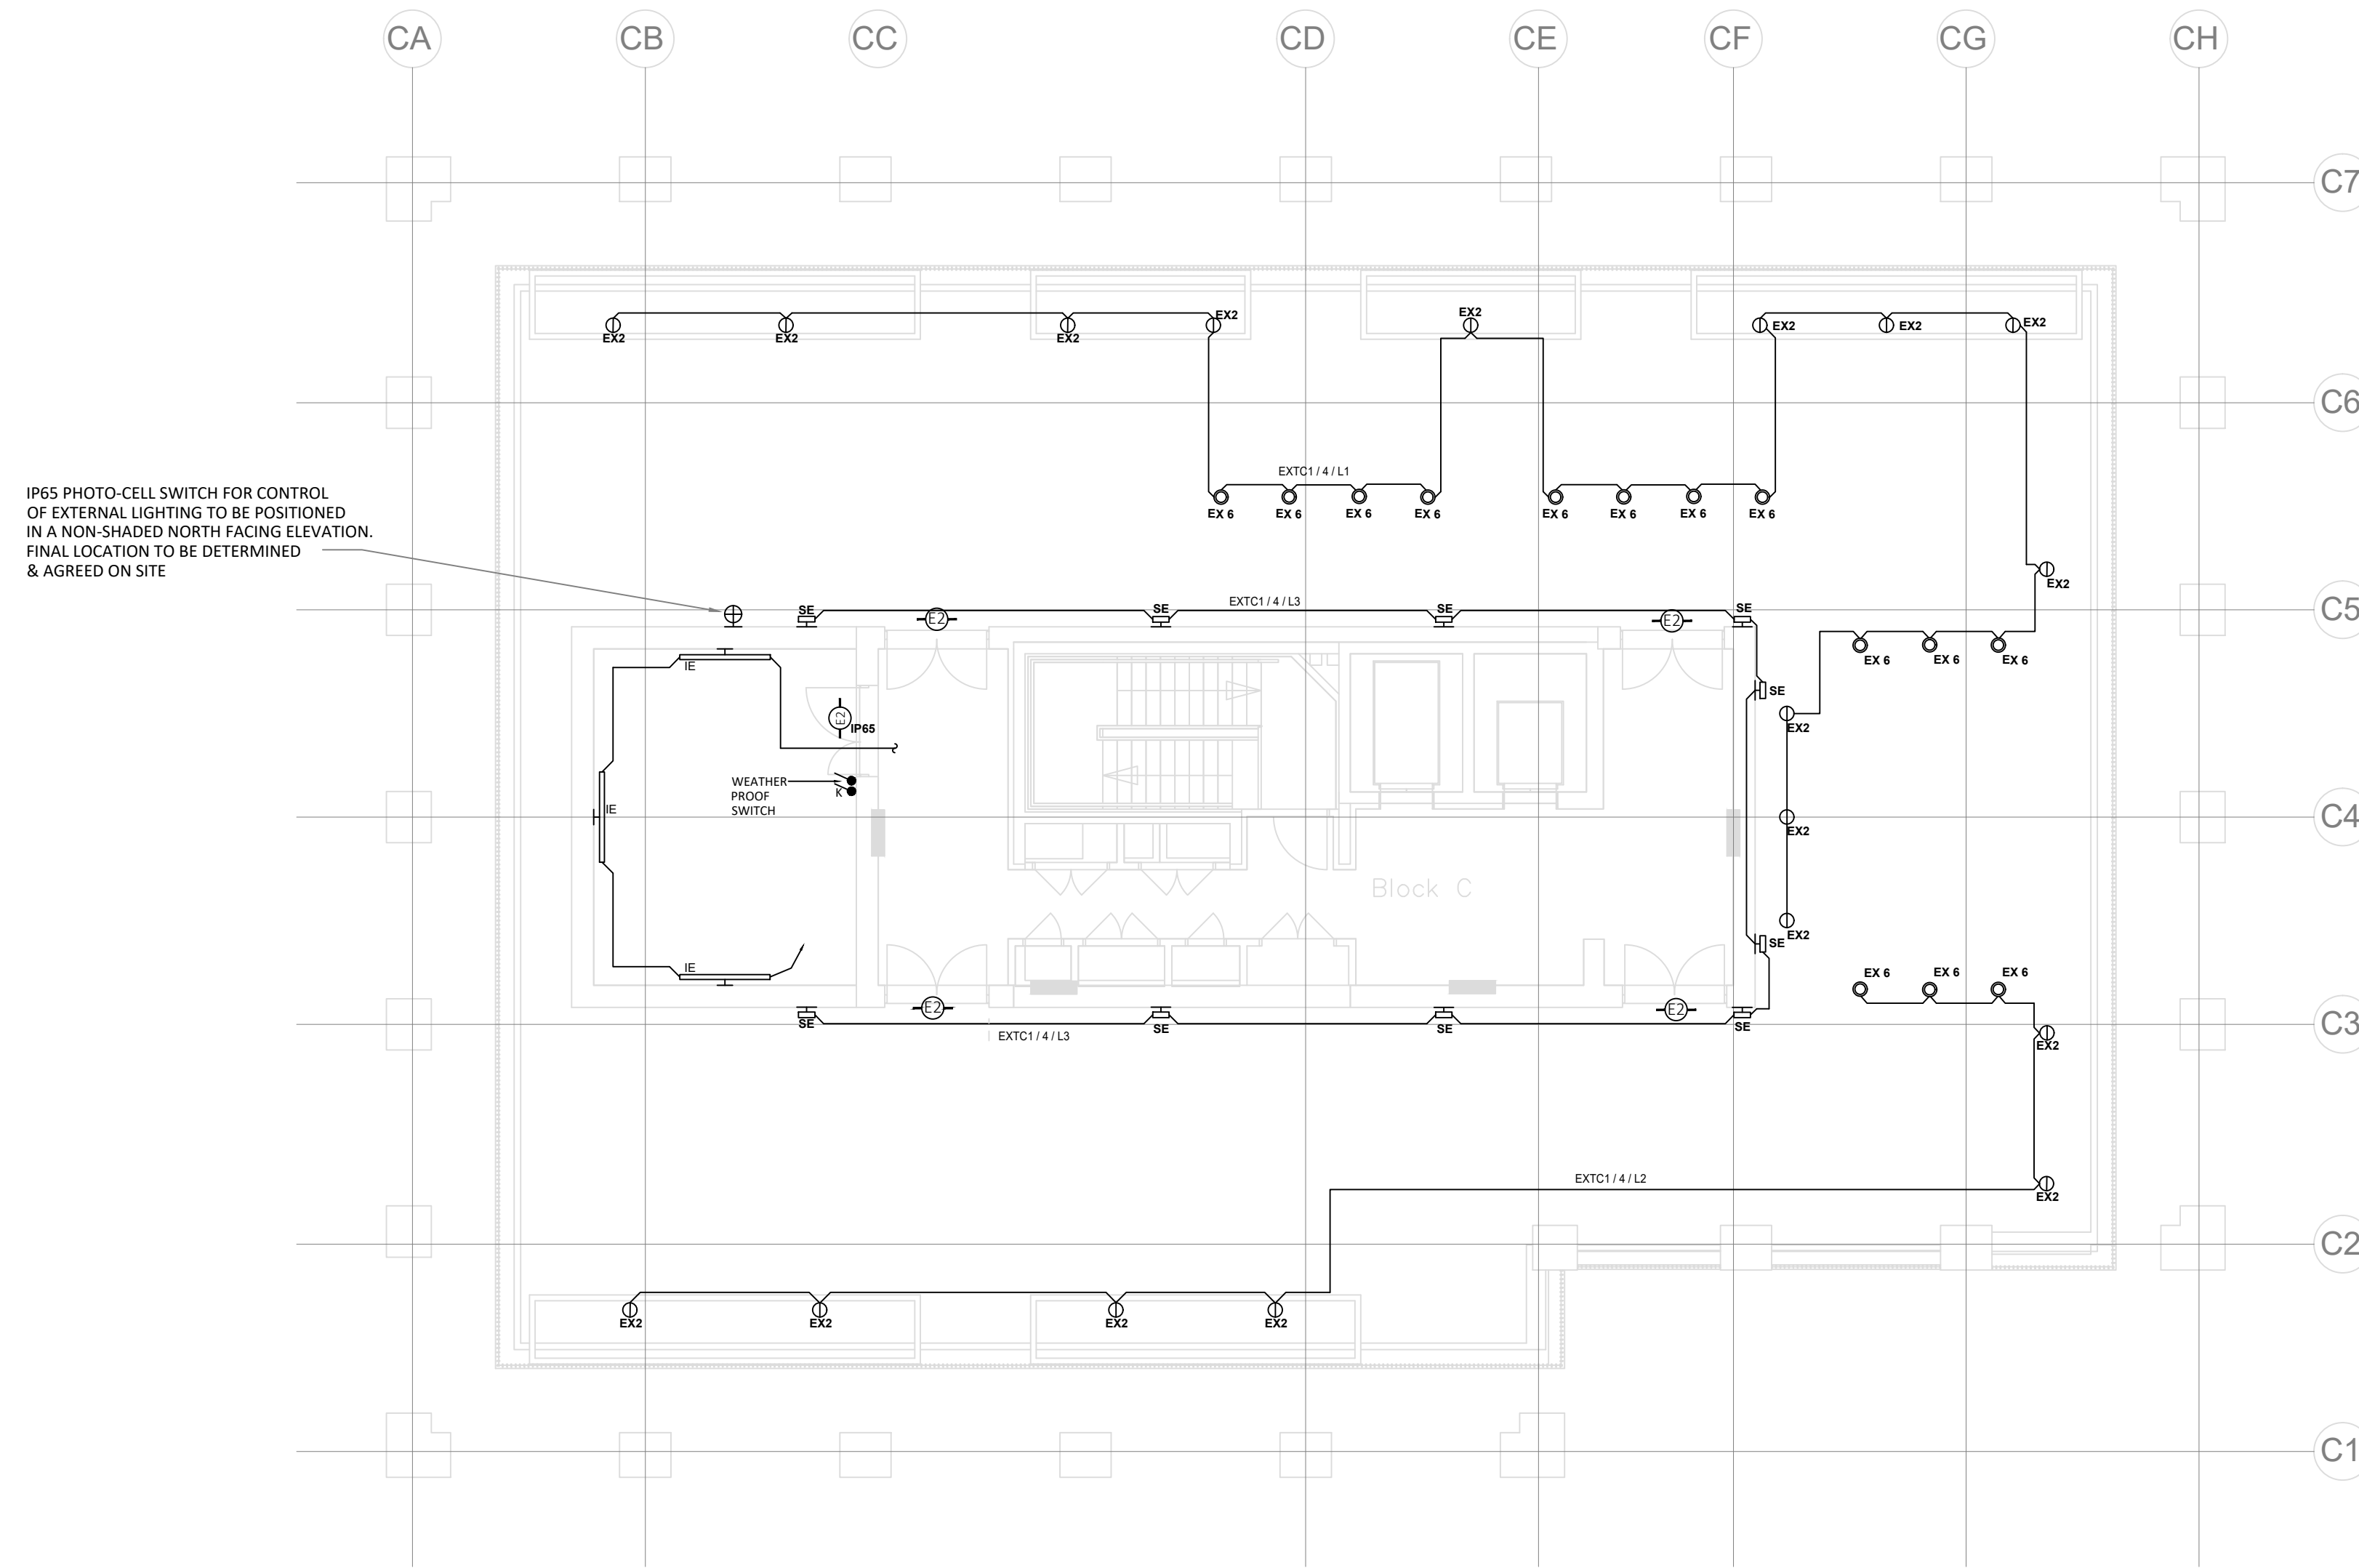 CA CB CC CD CE CF CG CH
C7
EX2 EX2 EX2 EX2 EX2 EX2 EX2 EX2
C6
EXTC1 / 4 / L1
EX 6 EX 6 EX 6 EX 6 EX 6 EX 6 EX 6 EX 6
IP65 PHOTO-CELL SWITCH FOR CONTROL
OF EXTERNAL LIGHTING TO BE POSITIONED
IN A NON-SHADED NORTH FACING ELEVATION.
FINAL LOCATION TO BE DETERMINED
& AGREED ON SITE
EX2
SE E2 SE EXTC1 / 4 / L3 SE E2 SE
C5
IE
EX 6 EX 6 EX 6
SE
E2
IP65
EX2
WEATHER
PROOF
SWITCH
K
IE
C4
EX2
Block C
EX2
SE
IE
EX 6 EX 6 EX 6
E2 E2
SE SE SE SE
C3
EXTC1 / 4 / L3
EX2
EXTC1 / 4 / L2
EX2
C2
EX2 EX2 EX2 EX2
C1